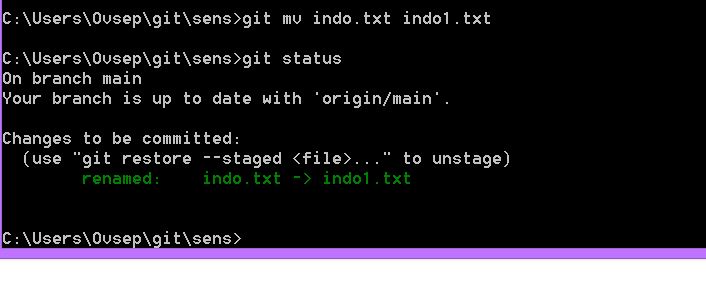 C:\Users\Ovsep\git\sens>git mv indo.txt indo1.txt
C:\Users\Ovsep\git\sens>git status
On branch main
Your branch is up to date with 'origin/main'.
Changes to be committed:
(use "git restore --staged <file>..." to unstage)
renamed: indo.txt -> indo1.txt
C:\Users\Ovsep\git\sens>